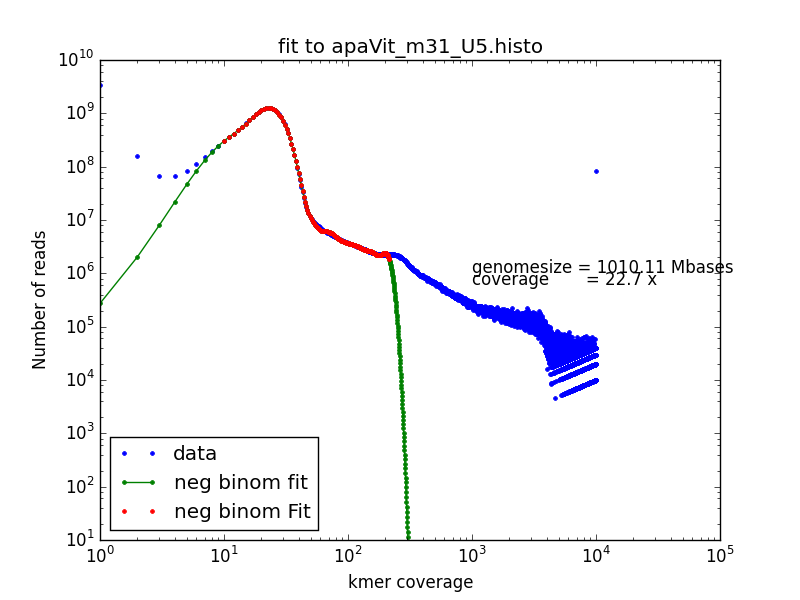 fit to apaVit_m31_U5.histo
10^10
10^9
10^8
10^7
10^6
10^5
10^4
10^3
10^2
10^1
Number of reads
genomesize = 1010.11 Mbases
coverage = 22.7 x
data
neg binom fit
neg binom Fit
10^0 10^1 10^2 10^3 10^4 10^5
kmer coverage